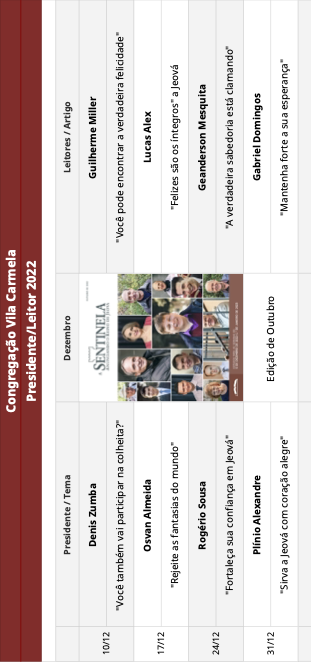 Congregação Vila Carmela
Presidente/Leitor 2022
Presidente / Tema
Dezembro
Leitores / Artigo
10/12
Denis Zumba
Guilherme Miller
"Você também vai participar na colheita?"
"Você pode encontrar a verdadeira felicidade"
SENTINELA
17/12
Osvan Almeida
Lucas Alex
"Rejeite as fantasias do mundo"
"Felizes são os íntegros" a Jeová
24/12
Rogério Sousa
Geanderson Mesquita
"Fortaleça sua confiança em Jeová"
"A verdadeira sabedoria está clamando"
31/12
Plínio Alexandre
Edição de Outubro
Gabriel Domingos
"Sirva a Jeová com coração alegre"
"Mantenha forte a sua esperança"